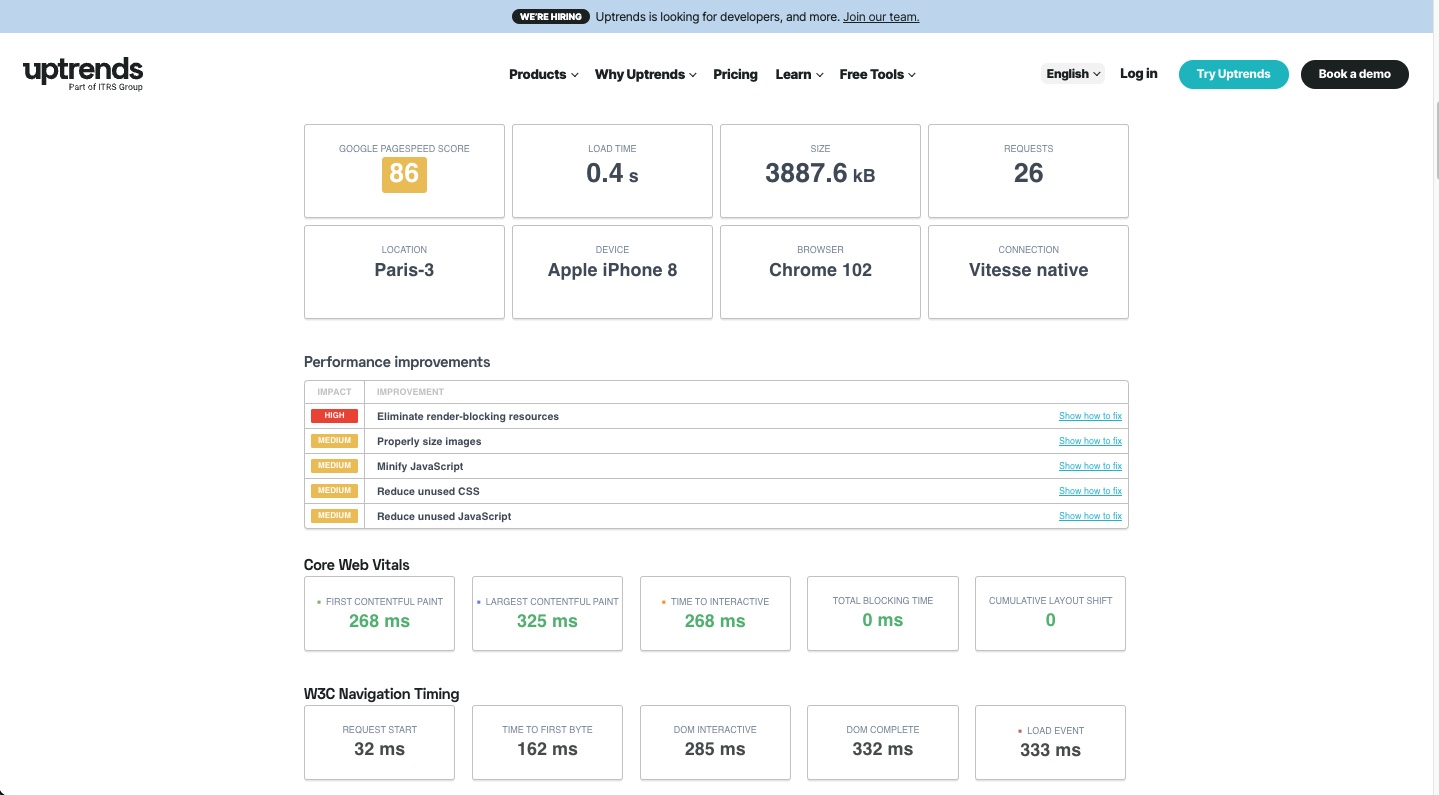 WE'RE HIRING Uptrends is looking for developers, and more. Join our team.
uptrends
Part of ITRS Group
Products Why Uptrends Pricing Learn Free Tools English Log in Try Uptrends Book a demo
GOOGLE PAGESPEED SCORE LOAD TIME SIZE REQUESTS
86 0.4 s 3887.6 kB 26
LOCATION DEVICE BROWSER CONNECTION
Paris-3 Apple iPhone 8 Chrome 102 Vitesse native
Performance improvements
IMPACT IMPROVEMENT
HIGH Eliminate render-blocking resources Show how to fix
MEDIUM Properly size images Show how to fix
MEDIUM Minify JavaScript Show how to fix
MEDIUM Reduce unused CSS Show how to fix
MEDIUM Reduce unused JavaScript Show how to fix
Core Web Vitals
FIRST CONTENTFUL PAINT LARGEST CONTENTFUL PAINT TIME TO INTERACTIVE TOTAL BLOCKING TIME CUMULATIVE LAYOUT SHIFT
268 ms 325 ms 268 ms 0 ms 0
W3C Navigation Timing
REQUEST START TIME TO FIRST BYTE DOM INTERACTIVE DOM COMPLETE LOAD EVENT
32 ms 162 ms 285 ms 332 ms 333 ms